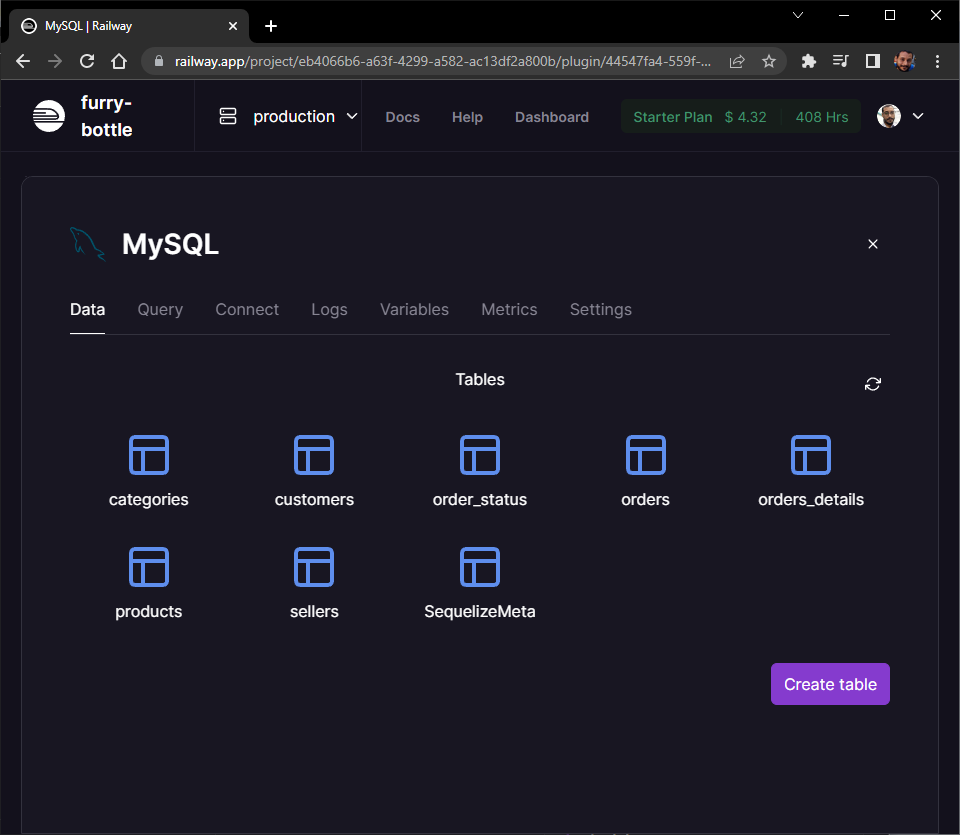 MySQL | Railway
railway.app/project/eb4066b6-a63f-4299-a582-ac13df2a800b/plugin/44547fa4-559f-...
furry-
bottle
production
Docs
Help
Dashboard
Starter Plan $ 4.32 408 Hrs
MySQL
Data Query Connect Logs Variables Metrics Settings
Tables
categories customers order_status orders orders_details
products sellers SequelizeMeta
Create table